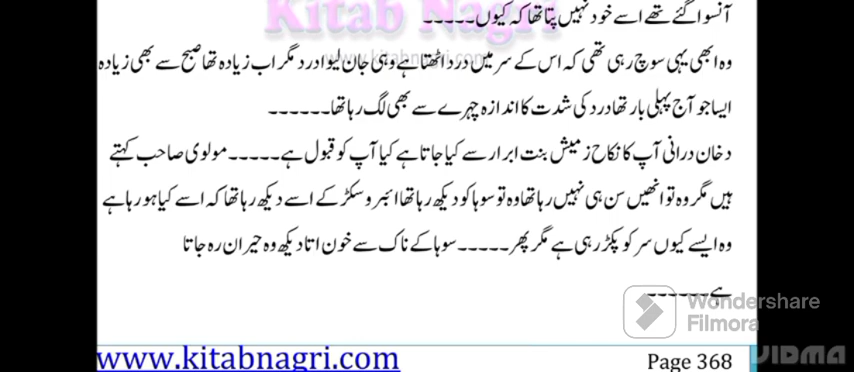 Kitab Nagri
آنسو آ گئے تھے اسے خود نہیں پتا تھا کہ کیوں۔۔۔۔۔
www.kitabnagri.com
وہ ابھی یہی سوچ رہی تھی کہ اس کے سر میں درد اٹھتا ہے وہی جان لیوا درد مگر اب زیادہ تھا صبح سے بھی زیادہ
ایسا جو آج پہلی بار تھا درد کی شدت کا اندازہ چہرے سے بھی لگ رہا تھا۔۔۔۔۔۔
دخان درانی آپ کا نکاح زمیش بنت ابرار سے کیا جاتا ہے کیا آپ کو قبول ہے۔۔۔۔۔ مولوی صاحب کہتے
ہیں مگر وہ تو انھیں سن ہی نہیں رہا تھا وہ تو سوہا کو دیکھ رہا تھا ائبرو سکڑ کے اسے دیکھ رہا تھا کہ اسے کیا ہو رہا ہے
وہ ایسے کیوں سر کو پکڑ رہی ہے مگر پھر۔۔۔۔۔ سوہا کے ناک سے خون اتا دیکھ وہ حیران رہ جاتا
ہے۔۔۔۔۔۔
Wondershare
Filmora
www.kitabnagri.com
Page 368
VIDMA